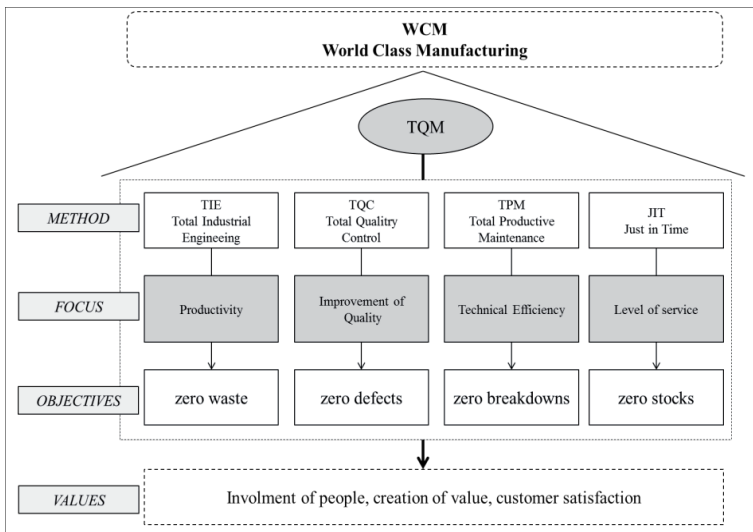 WCM
World Class Manufacturing
TQM
METHOD
TIE
Total Industrial
Engineering
TQC
Total Qualitry
Control
TPM
Total Productive
Maintenance
JIT
Just in Time
FOCUS
Productivity
Improvement of
Quality
Technical Efficiency
Level of service
OBJECTIVES
zero waste
zero defects
zero breakdowns
zero stocks
VALUES
Involment of people, creation of value, customer satisfaction